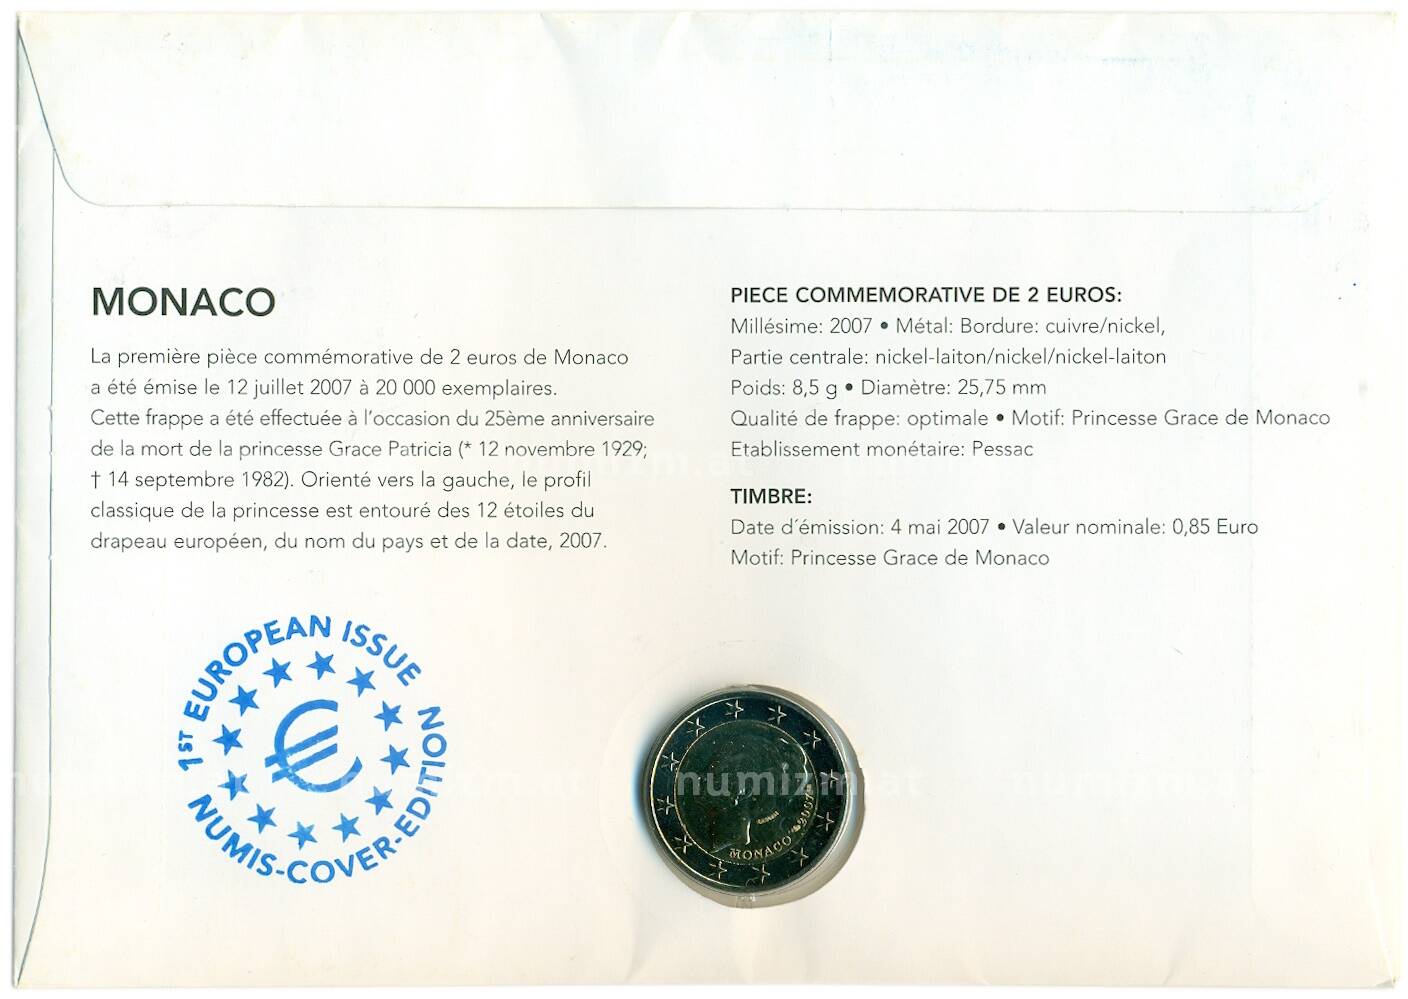 MONACO
La première pièce commémorative de 2 euros de Monaco
a été émise le 12 juillet 2007 à 20 000 exemplaires.
Cette frappe a été effectuée à l'occasion du 25ème anniversaire
de la mort de la princesse Grace Patricia (* 12 novembre 1929;
† 14 septembre 1982). Orienté vers la gauche, le profil
classique de la princesse est entouré des 12 étoiles du
drapeau européen, du nom du pays et de la date, 2007.
PIECE COMMEMORATIVE DE 2 EUROS:
Millésime: 2007 • Métal: Bordure: cuivre/nickel,
Partie centrale: nickel-laiton/nickel/nickel-laiton
Poids: 8,5 g • Diamètre: 25,75 mm
Qualité de frappe: optimale • Motif: Princesse Grace de Monaco
Etablissement monétaire: Pessac
TIMBRE:
Date d´émission: 4 mai 2007 • Valeur nominale: 0,85 Euro
Motif: Princesse Grace de Monaco
1ST EUROPEAN ISSUE
€
NUMIS-COVER-EDITION
MONACO 2007
numizm.at